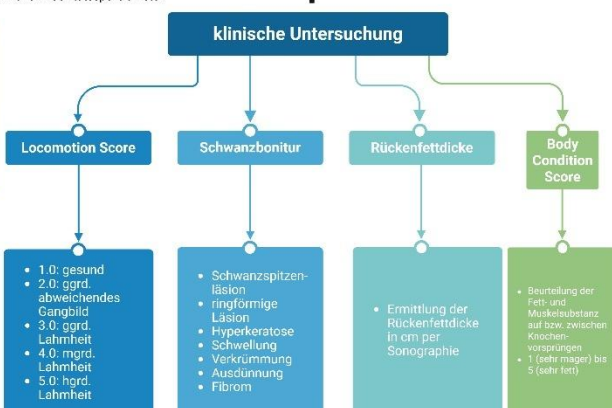 klinische Untersuchung
Locomotion Score
Schwanzbonitur
Rückenfettdicke
Body
Condition
Score
• 1.0: gesund
• 2.0: ggrd.
abweichendes
Gangbild
• 3.0: ggrd.
Lahmheit
• 4.0: mgrd.
Lahmheit
• 5.0: hgrd.
Lahmheit
• Schwanzspitzen-
läsion
• ringförmige
Läsion
• Hyperkeratose
• Schwellung
• Verkrümmung
• Ausdünnung
• Fibrom
• Ermittlung der
Rückenfettdicke
in cm per
Sonographie
• Beurteilung der
Fett- und
Muskelsubstanz
auf bzw. zwischen
Knochen-
vorsprüngen
• 1 (sehr mager) bis
5 (sehr fett)